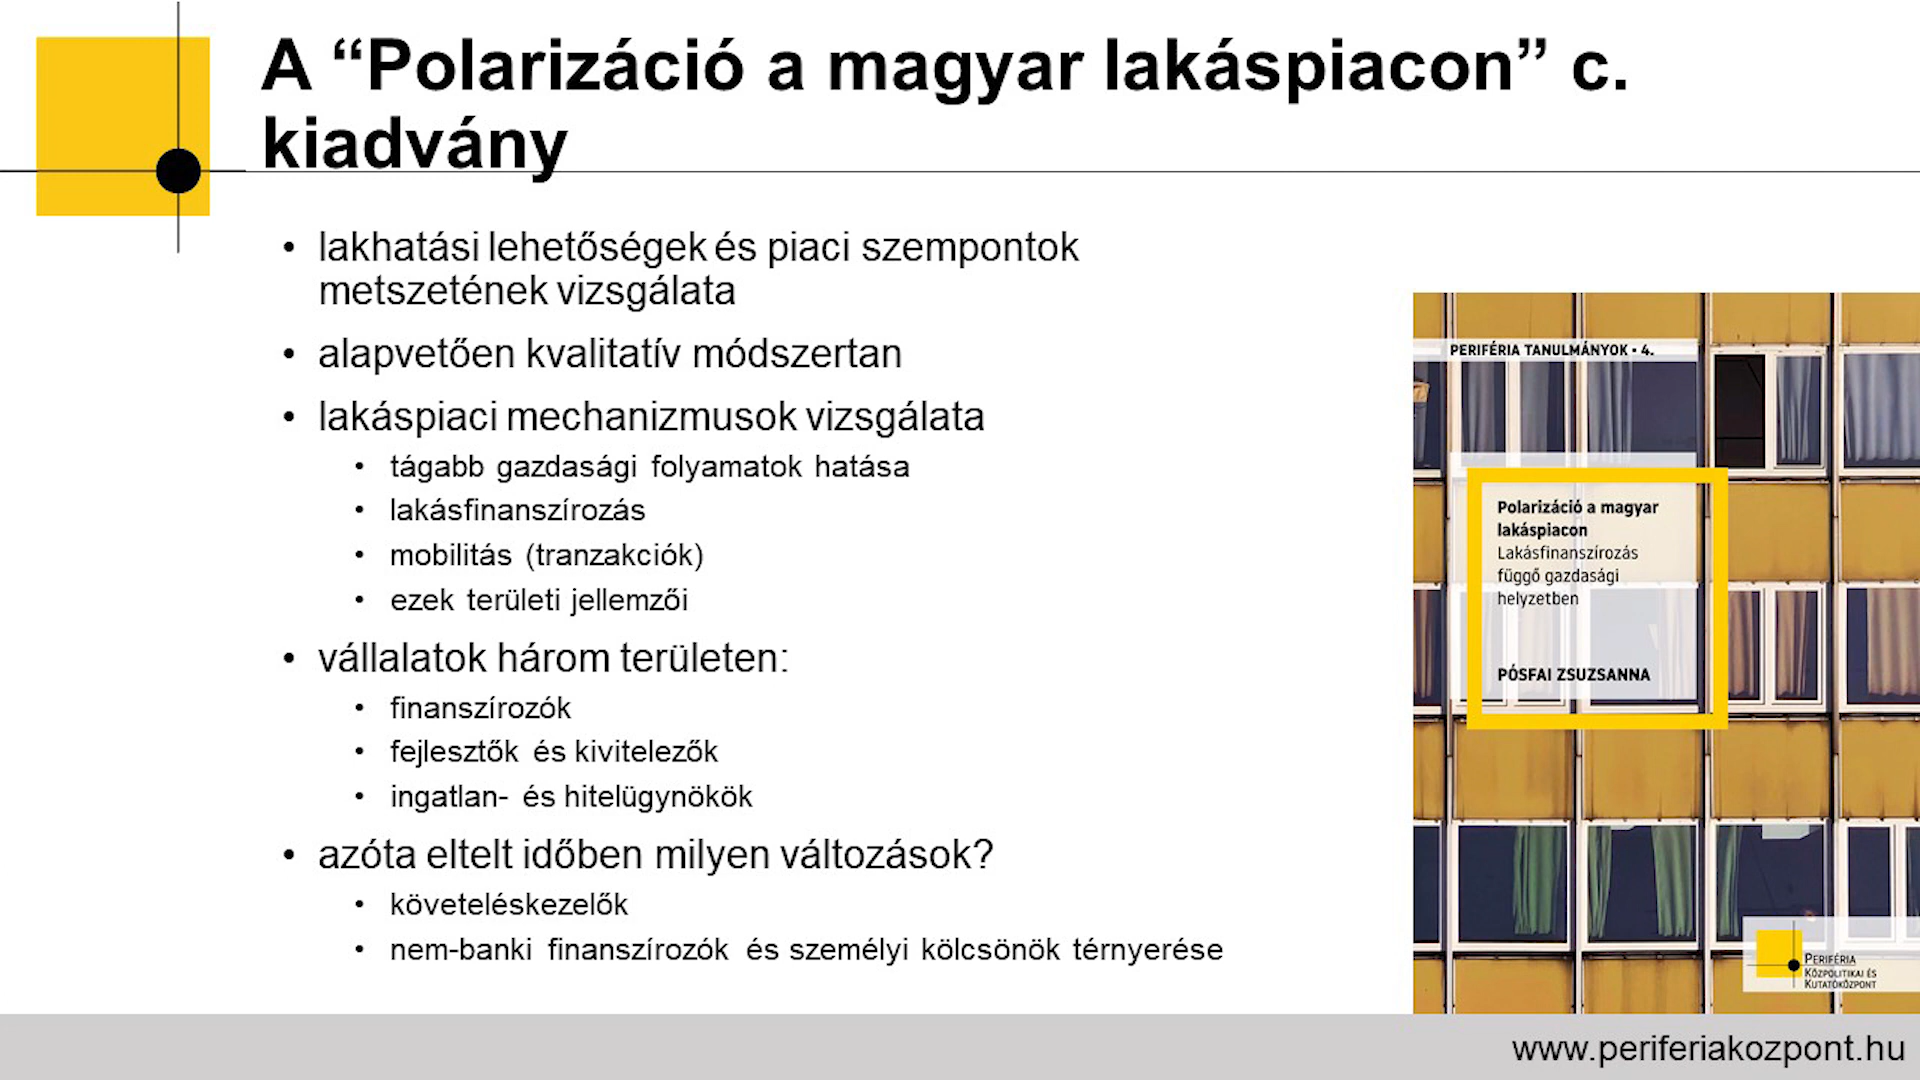 A “Polarizáció a magyar lakáspiacon” c.
kiadvány
• lakhatási lehetőségek és piaci szempontok
metszetének vizsgálata
• alapvetően kvalitatív módszertan
• lakáspiaci mechanizmusok vizsgálata
• tágabb gazdasági folyamatok hatása
• lakásfinanszírozás
• mobilitás (tranzakciók)
• ezek területi jellemzői
• vállalatok három területen:
• finanszírozók
• fejlesztők és kivitelezők
• ingatlan- és hitelügynökök
• azóta eltelt időben milyen változások?
• követeléskezelők
• nem-banki finanszírozók és személyi kölcsönök térnyerése
PERIFÉRIA TANULMÁNYOK • 4.
Polarizáció a magyar
lakáspiacon
Lakásfinanszírozás
függő gazdasági
helyzetben
PÓSFAI ZSUZSANNA
PERIFÉRIA
KÖZPOLITIKAI ÉS
KUTATÓKÖZPONT
www.periferiakozpont.hu